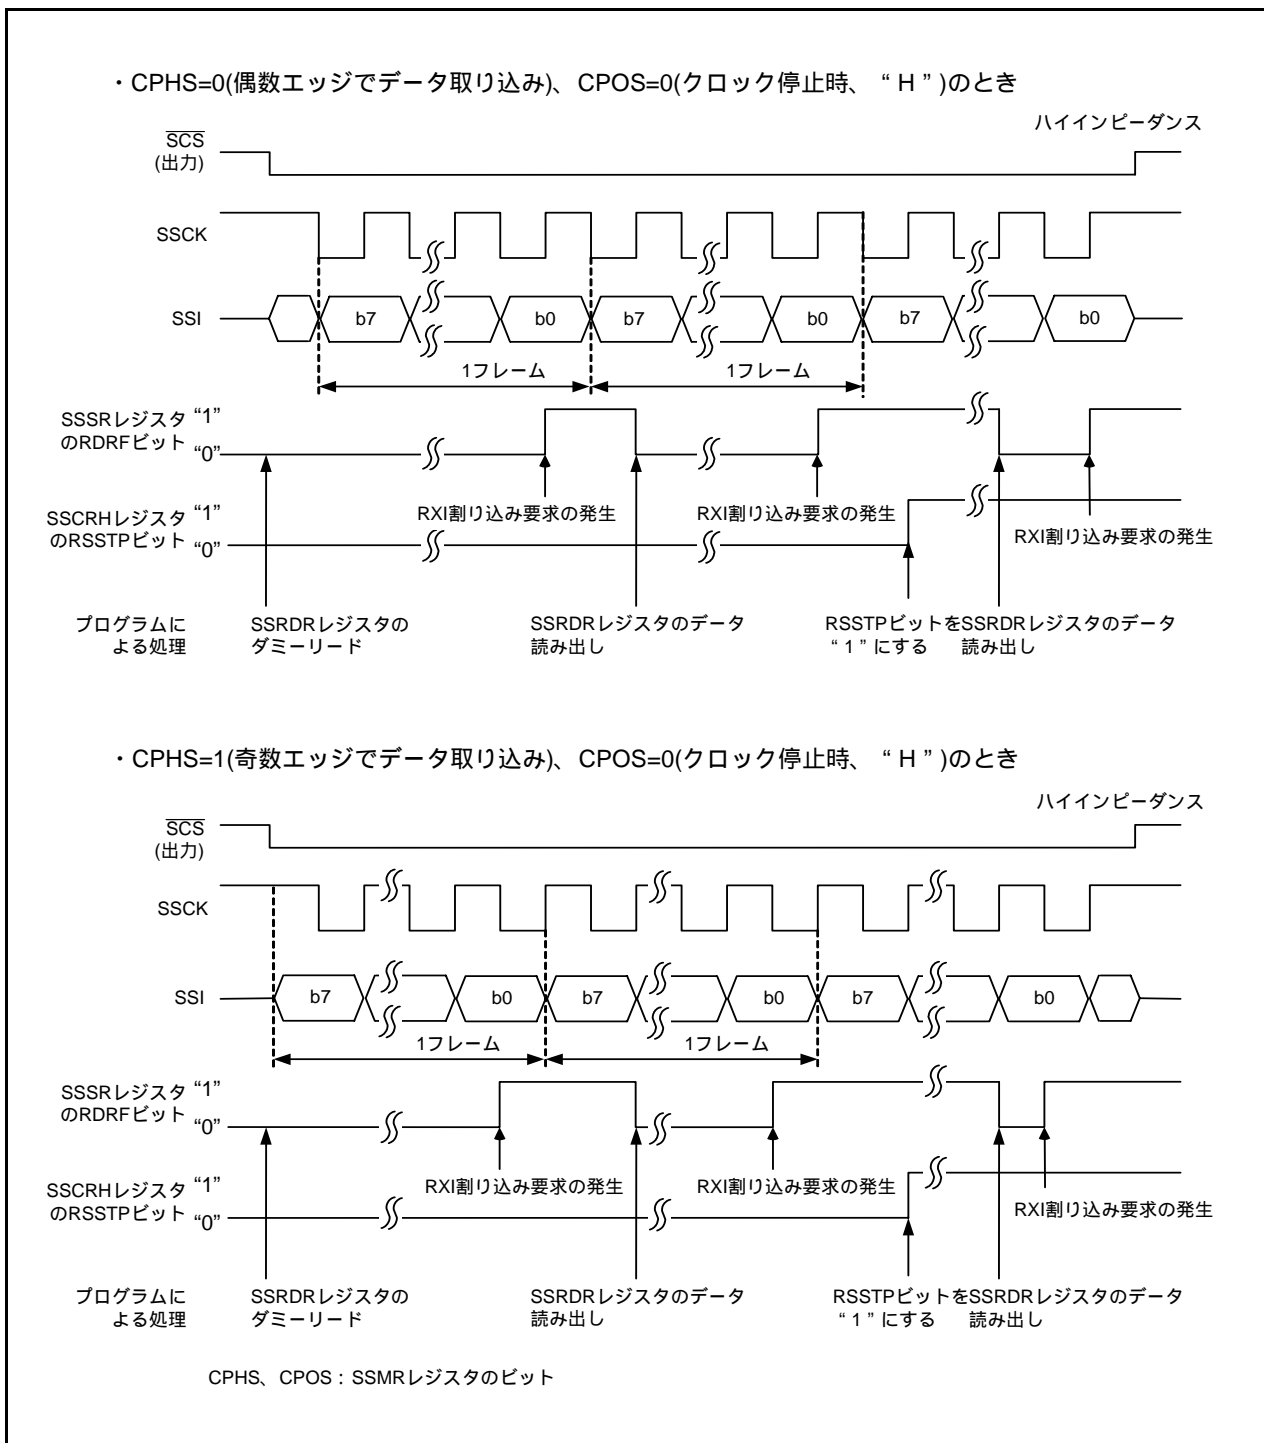 ・CPHS=0(偶数エッジでデータ取り込み)、CPOS=0(クロック停止時、“H”)のとき
ハイインピーダンス
SCS
(出力)
SSCK
SSI
b7
b0
b7
b0
b7
b0
1フレーム
1フレーム
SSSRレジスタ “1”
のRDRFビット “0”
RXI割り込み要求の発生
RXI割り込み要求の発生
SSCRHレジスタ “1”
のRSSTPビット “0”
RXI割り込み要求の発生
プログラムに
よる処理
SSRDRレジスタの
ダミーリード
SSRDRレジスタのデータ
読み出し
RSSTPビットを
“1”にする
SSRDRレジスタのデータ
読み出し
・CPHS=1(奇数エッジでデータ取り込み)、CPOS=0(クロック停止時、“H”)のとき
ハイインピーダンス
SCS
(出力)
SSCK
SSI
b7
b0
b7
b0
b7
b0
1フレーム
1フレーム
SSSRレジスタ “1”
のRDRFビット “0”
RXI割り込み要求の発生
RXI割り込み要求の発生
SSCRHレジスタ “1”
のRSSTPビット “0”
RXI割り込み要求の発生
プログラムに
よる処理
SSRDRレジスタの
ダミーリード
SSRDRレジスタのデータ
読み出し
RSSTPビットを
“1”にする
SSRDRレジスタのデータ
読み出し
CPHS、CPOS:SSMRレジスタのビット